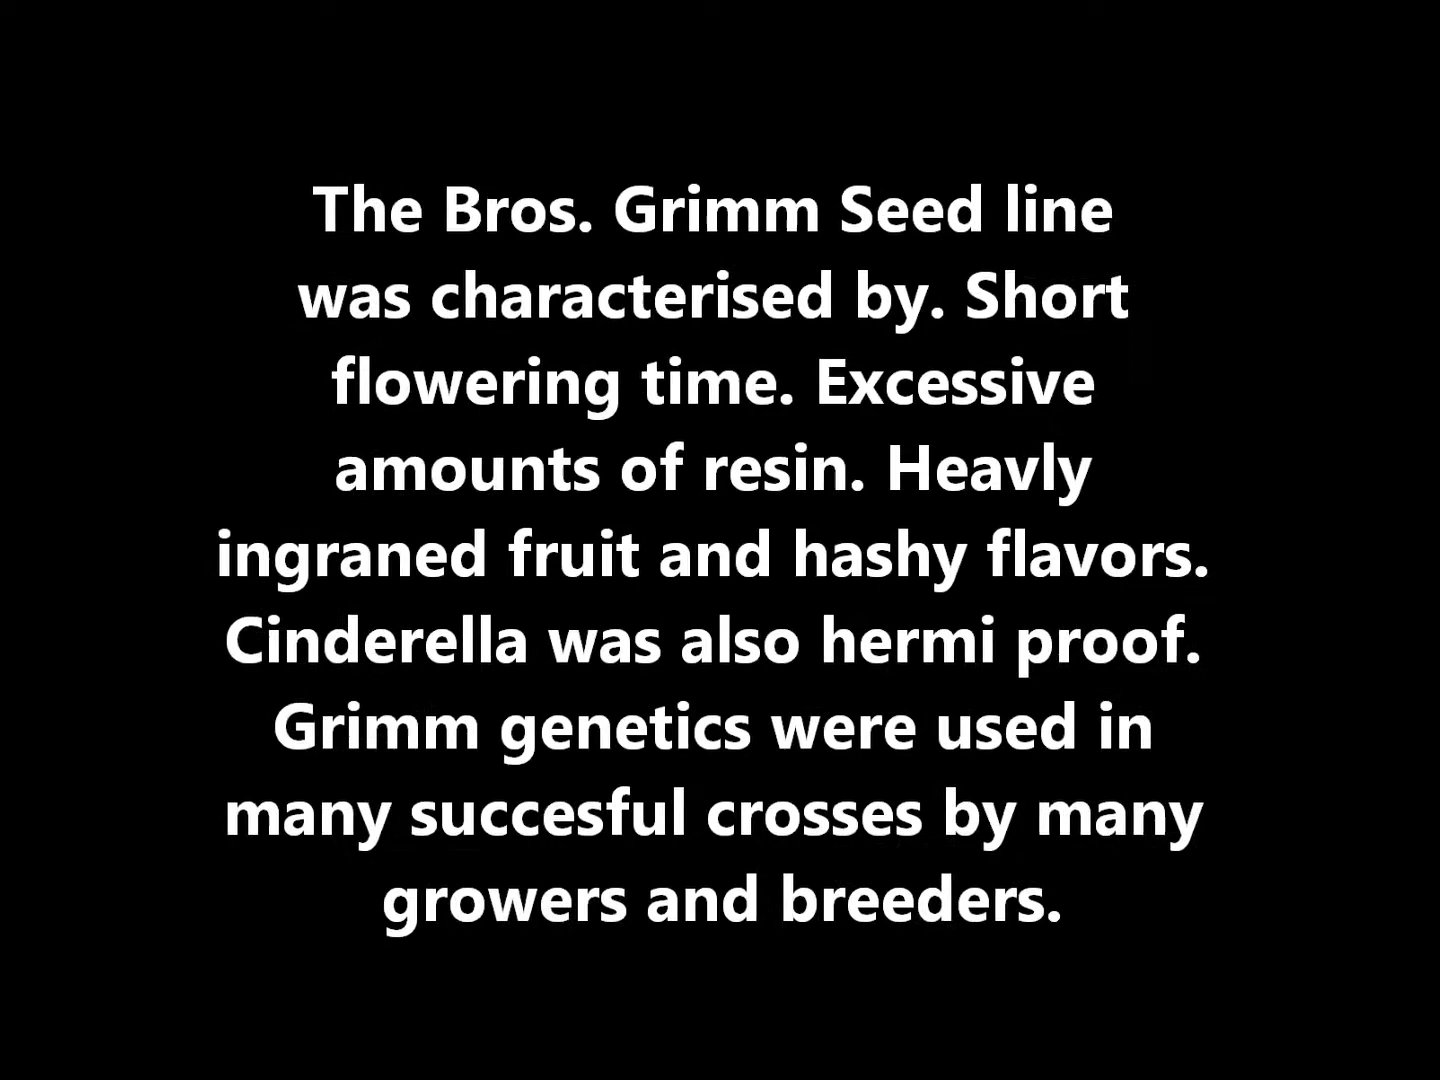 The Bros. Grimm Seed line
was characterised by. Short
flowering time. Excessive
amounts of resin. Heavly
ingraned fruit and hashy flavors.
Cinderella was also hermi proof.
Grimm genetics were used in
many succesful crosses by many
growers and breeders.